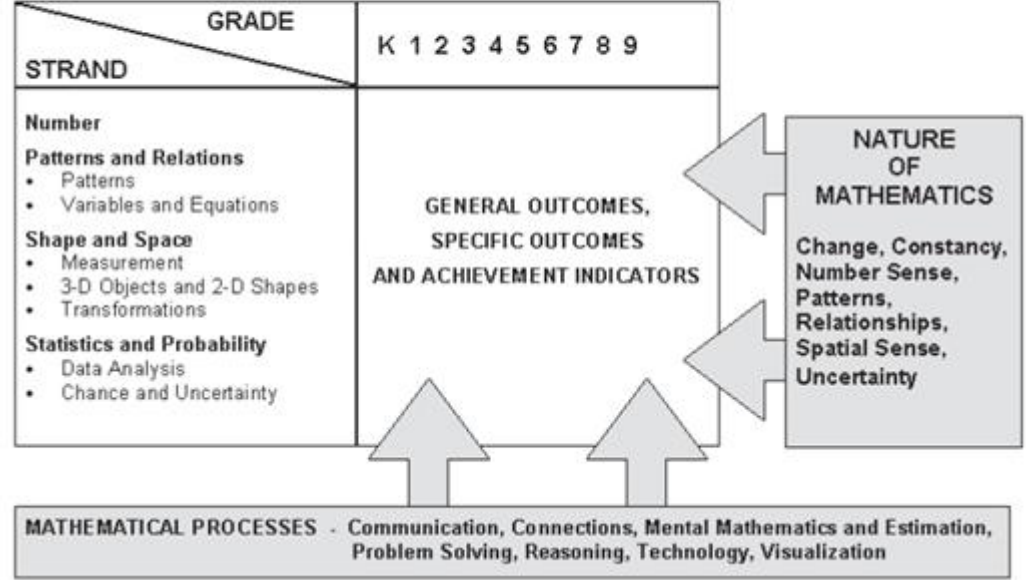 GRADE
STRAND
K 1 2 3 4 5 6 7 8 9
Number
Patterns and Relations
• Patterns
• Variables and Equations
Shape and Space
• Measurement
• 3-D Objects and 2-D Shapes
• Transformations
Statistics and Probability
• Data Analysis
• Chance and Uncertainty
GENERAL OUTCOMES,
SPECIFIC OUTCOMES
AND ACHIEVEMENT INDICATORS
NATURE
OF
MATHEMATICS
Change, Constancy,
Number Sense,
Patterns,
Relationships,
Spatial Sense,
Uncertainty
MATHEMATICAL PROCESSES - Communication, Connections, Mental Mathematics and Estimation,
Problem Solving, Reasoning, Technology, Visualization